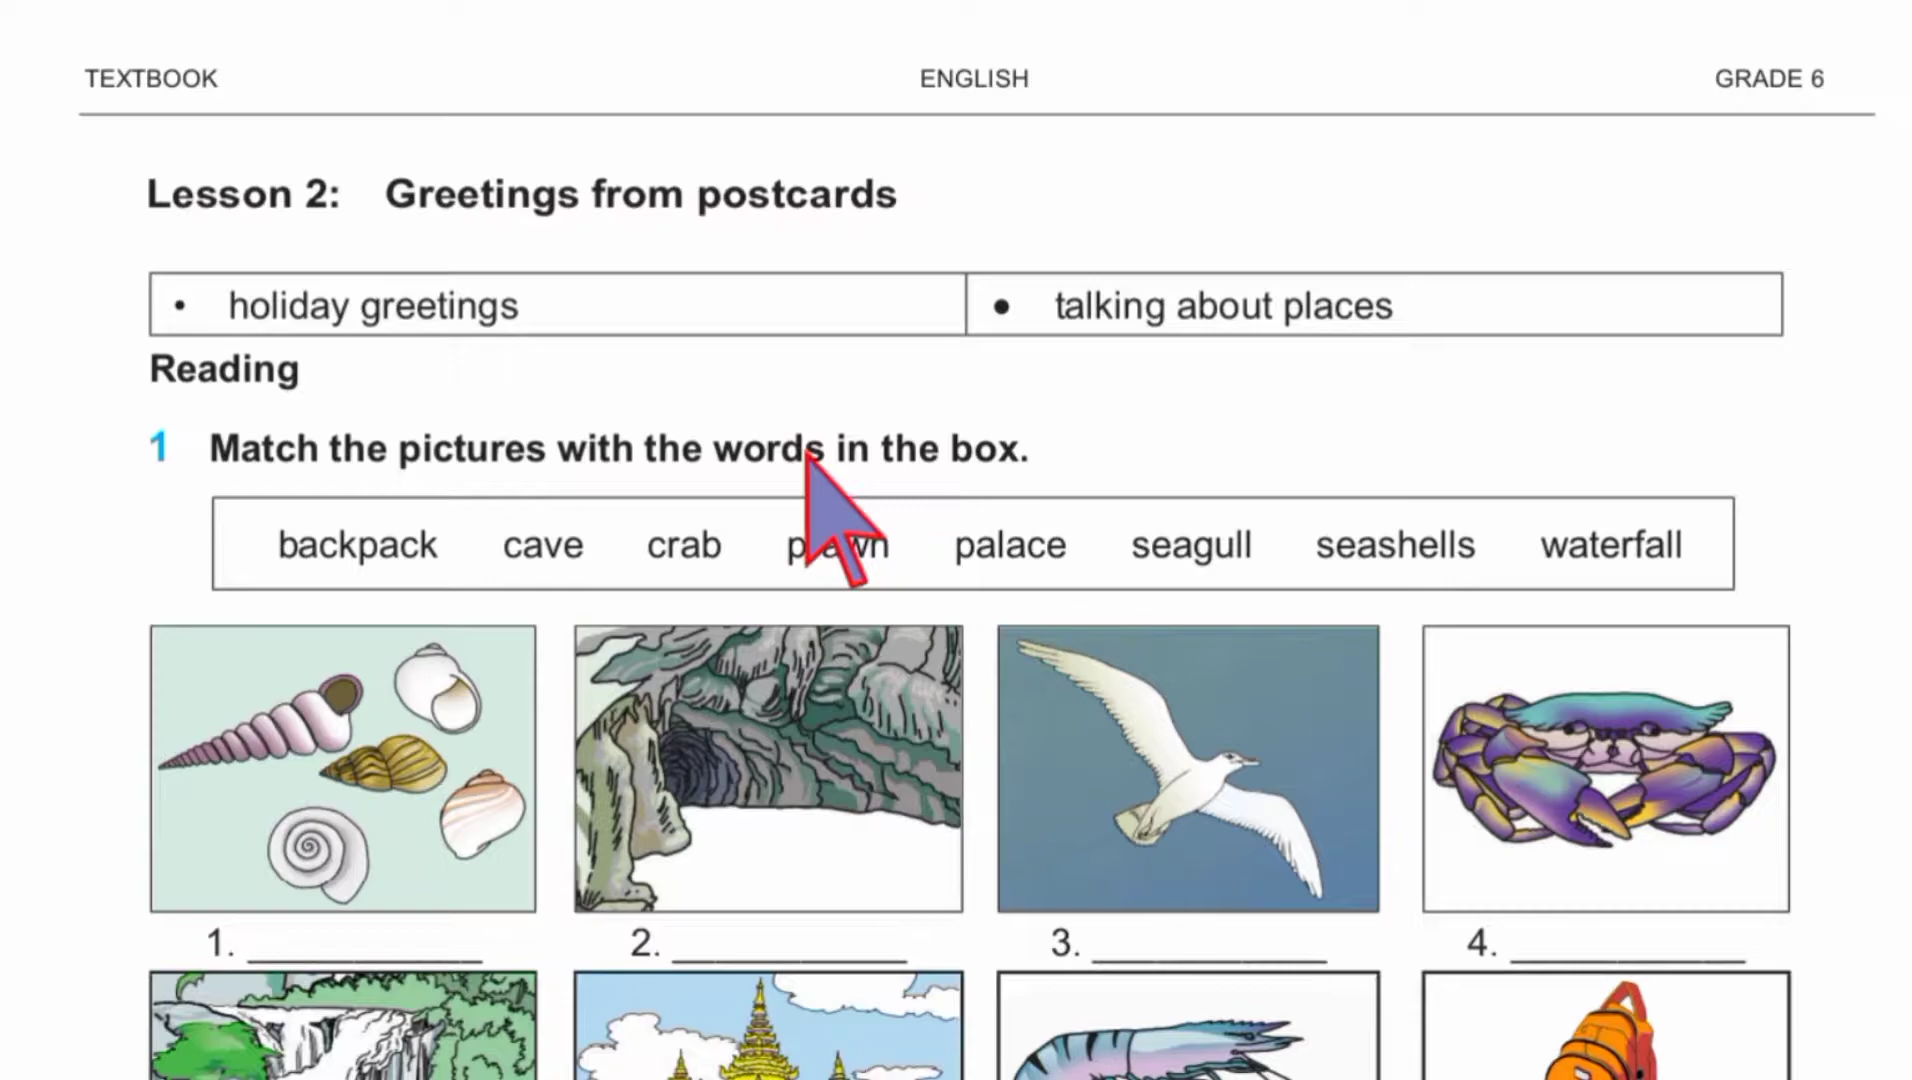 TEXTBOOK ENGLISH GRADE 6
Lesson 2: Greetings from postcards
• holiday greetings • talking about places
Reading
1 Match the pictures with the words in the box.
backpack cave crab prawn palace seagull seashells waterfall
1. ____________ 2. ____________ 3. ____________ 4. ____________